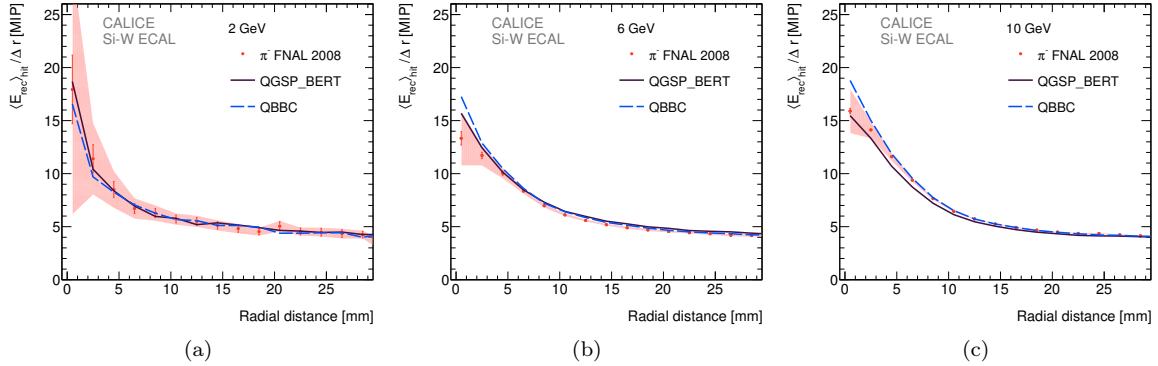 CALICE
Si-W ECAL
2 GeV
π⁻ FNAL 2008
QGSP_BERT
QBBC
⟨E_rec⟩_hit / Δ r [MIP]
25
20
15
10
5
0
0 5 10 15 20 25
Radial distance [mm]
(a)
CALICE
Si-W ECAL
6 GeV
π⁻ FNAL 2008
QGSP_BERT
QBBC
⟨E_rec⟩_hit / Δ r [MIP]
25
20
15
10
5
0
0 5 10 15 20 25
Radial distance [mm]
(b)
CALICE
Si-W ECAL
10 GeV
π⁻ FNAL 2008
QGSP_BERT
QBBC
⟨E_rec⟩_hit / Δ r [MIP]
25
20
15
10
5
0
0 5 10 15 20 25
Radial distance [mm]
(c)